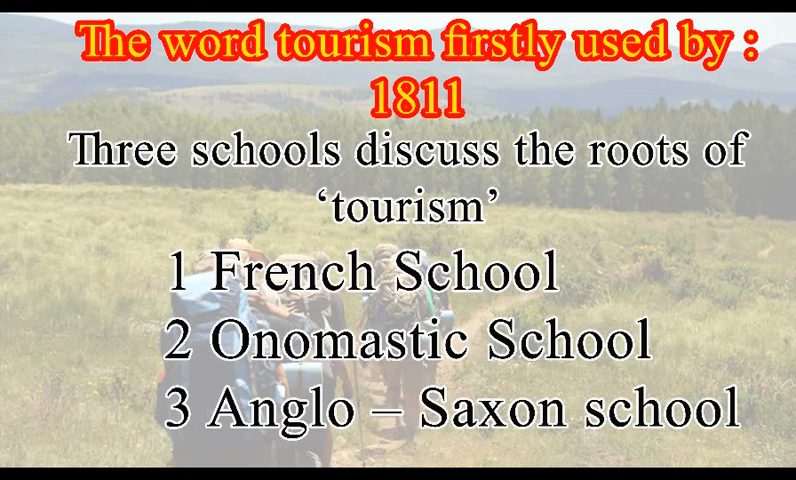 The word tourism firstly used by :
1811
Three schools discuss the roots of
‘tourism’
1 French School
2 Onomastic School
3 Anglo – Saxon school